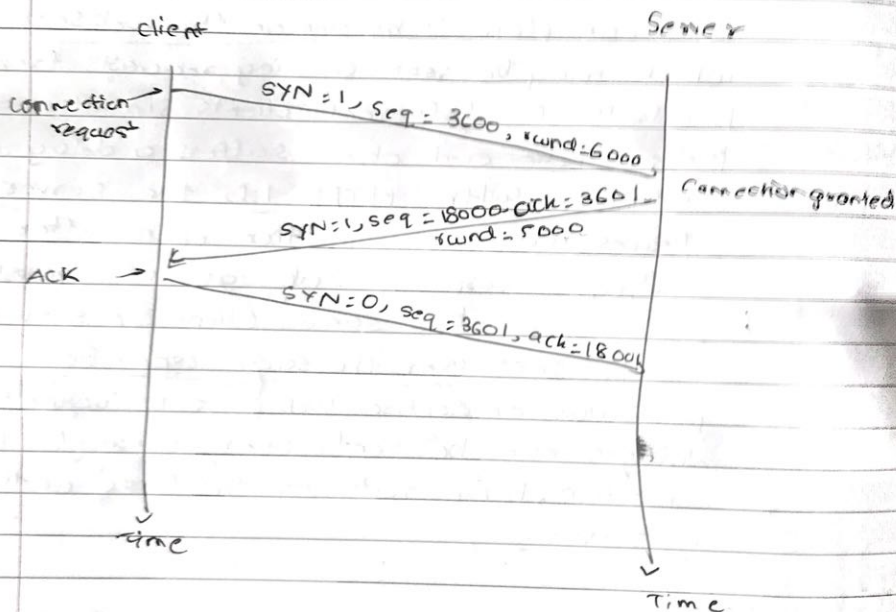 Client
Server
Connection
request
SYN = 1, seq = 3600, rwnd = 6000
Connection granted
SYN = 1, seq = 18000 ack = 3601
rwnd = 5000
ACK
SYN = 0, seq = 3601, ack = 18001
Time
Time